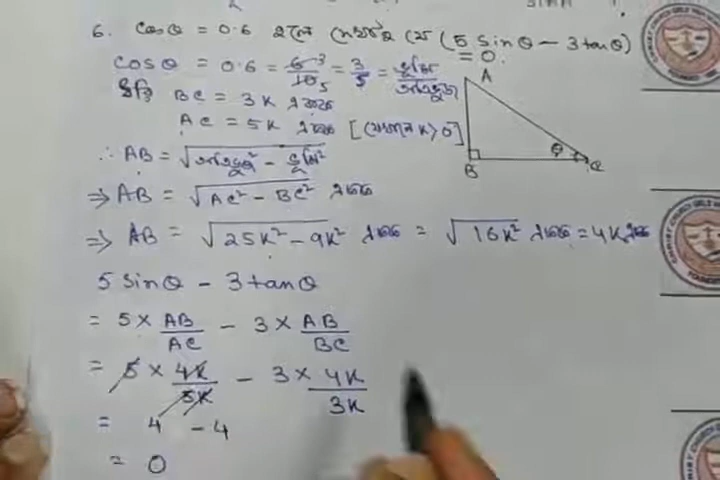 6. cosθ = 0.6 হলে দেখাও যে (5 sinθ − 3 tanθ) = 0.
cosθ = 0.6 = 6 3/10 5 = 3/5 = ভূমি/অতিভুজ
ধরি BC = 3K একক
AC = 5K একক [যেখানে K > 0]
A
B
θ
C
∴ AB = √(অতিভুজ² − ভূমি²)
⇒ AB = √(AC² − BC²) একক
⇒ AB = √(25K² − 9K²) একক = √(16K²) একক = 4K একক
5 sinθ − 3 tanθ
= 5 × AB/AC − 3 × AB/BC
= 5 × 4K/5K − 3 × 4K/3K
= 4 − 4
= 0